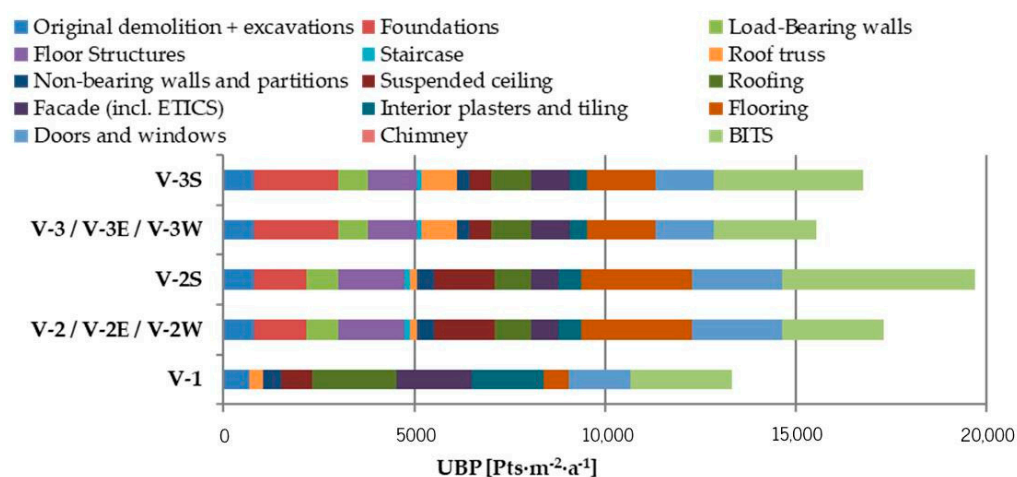 Original demolition + excavations Foundations Load-Bearing walls
Floor Structures Staircase Roof truss
Non-bearing walls and partitions Suspended ceiling Roofing
Facade (incl. ETICS) Interior plasters and tiling Flooring
Doors and windows Chimney BITS
V-3S
V-3 / V-3E / V-3W
V-2S
V-2 / V-2E / V-2W
V-1
0 5000 10,000 15,000 20,000
UBP [Pts·m⁻²·a⁻¹]